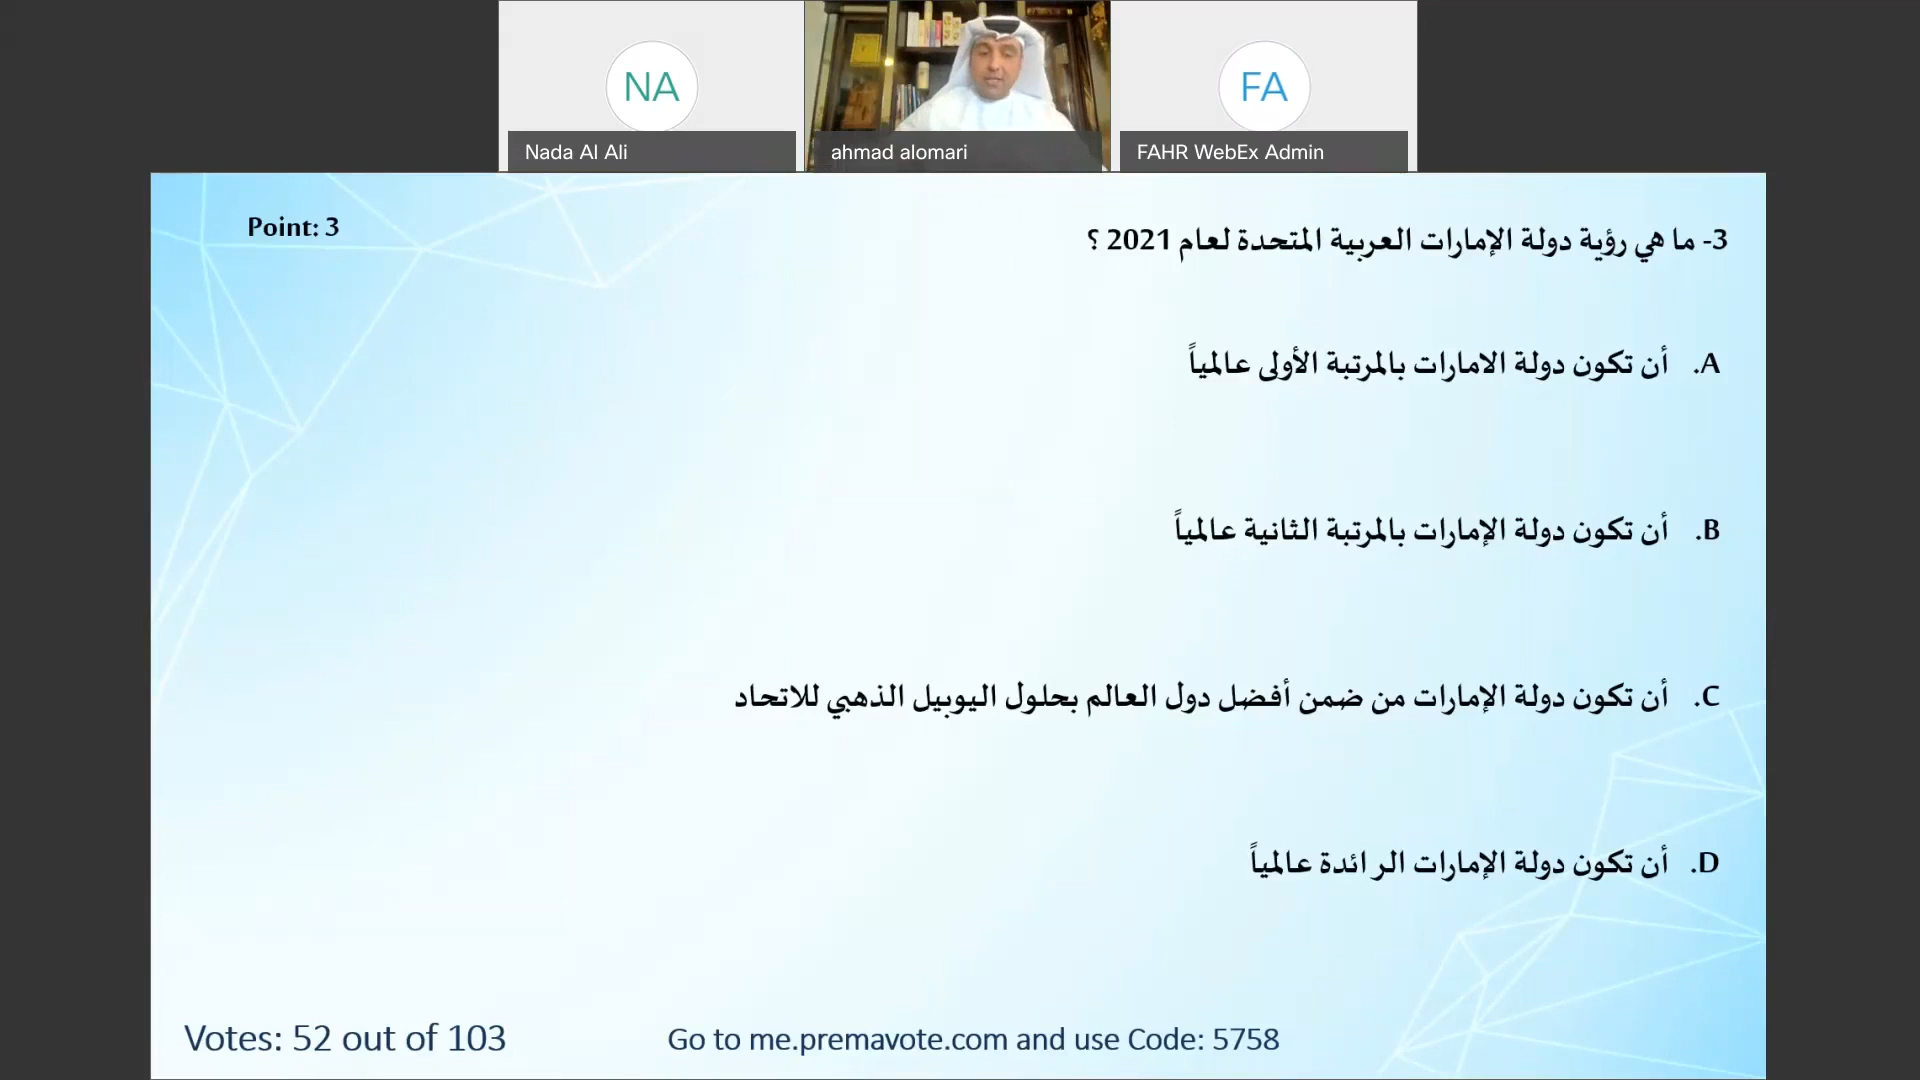 NA
Nada Al Ali
ahmad alomari
FA
FAHR WebEx Admin
Point: 3
3- ما هي رؤية دولة الإمارات العربية المتحدة لعام 2021 ؟
A. أن تكون دولة الامارات بالمرتبة الأولى عالمياً
B. أن تكون دولة الإمارات بالمرتبة الثانية عالمياً
C. أن تكون دولة الإمارات من ضمن أفضل دول العالم بحلول اليوبيل الذهبي للاتحاد
D. أن تكون دولة الإمارات الرائدة عالمياً
Votes: 52 out of 103
Go to me.premavote.com and use Code: 5758